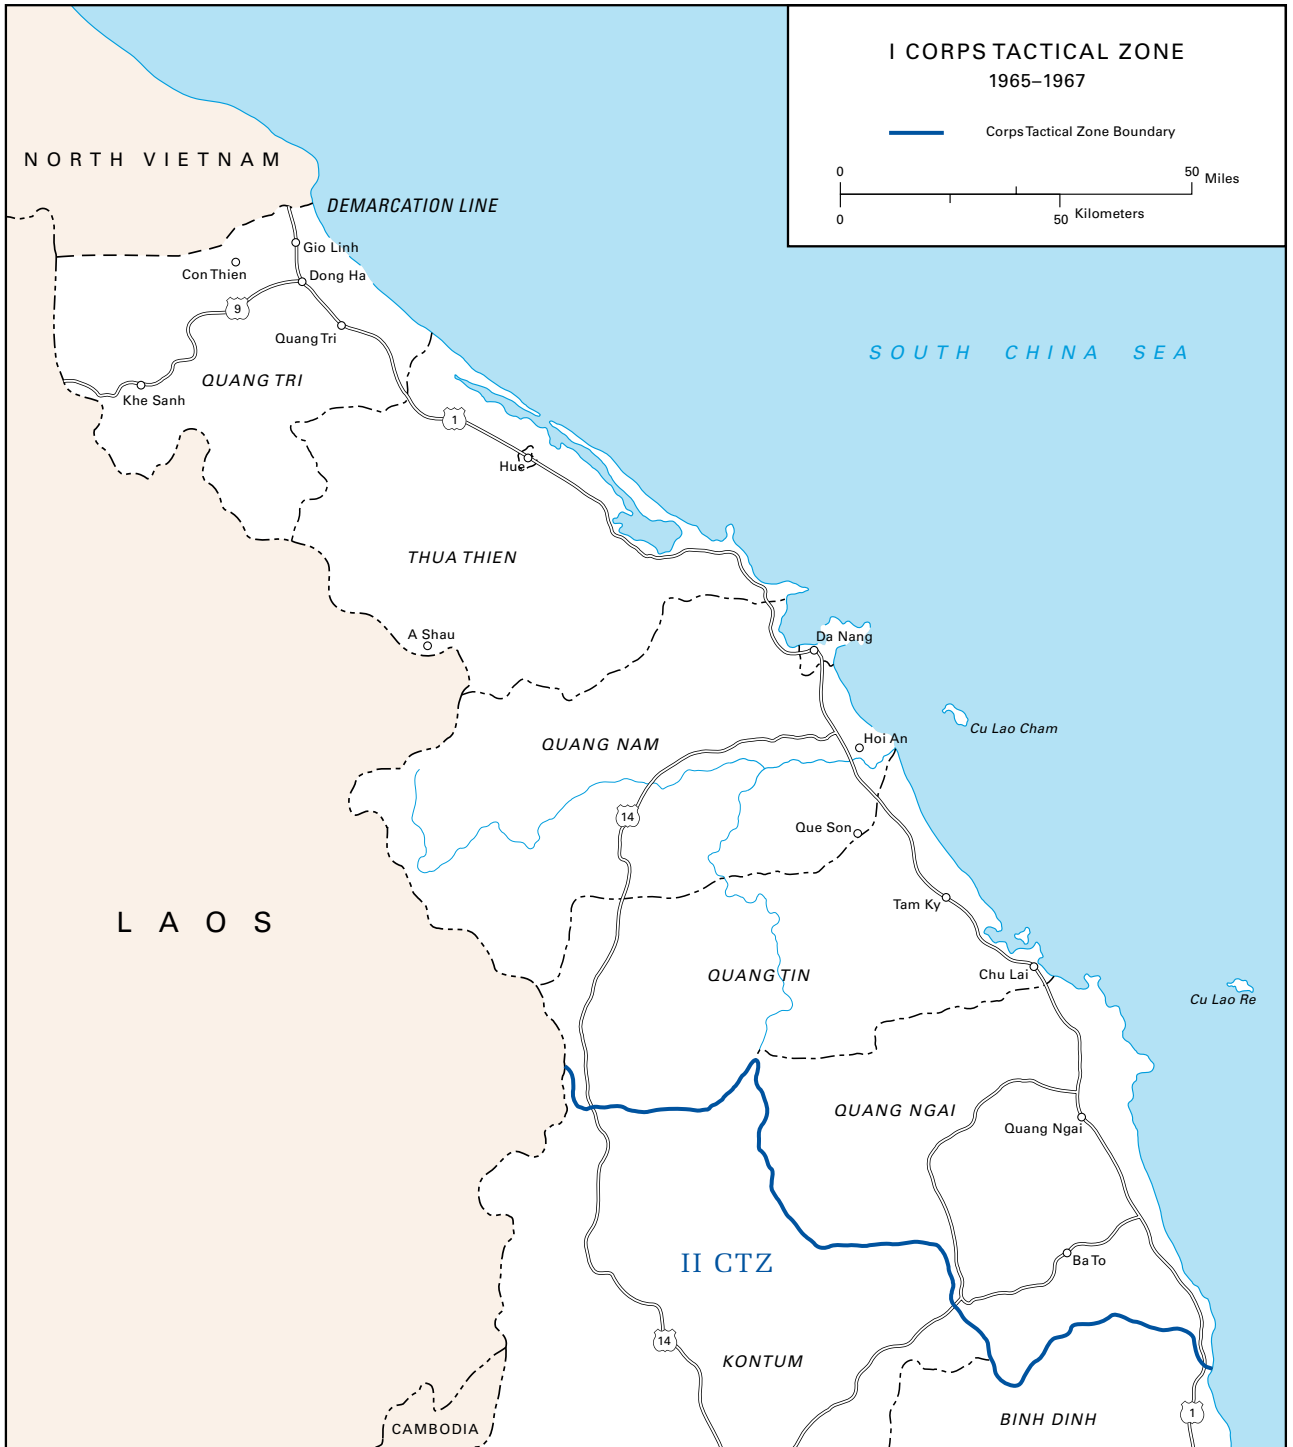 I CORPS TACTICAL ZONE
1965–1967
Corps Tactical Zone Boundary
0 50 Miles
0 50 Kilometers
NORTH VIETNAM
DEMARCATION LINE
Gio Linh
Con Thien
Dong Ha
9
Quang Tri
SOUTH CHINA SEA
QUANG TRI
Khe Sanh
1
Hue
THUA THIEN
A Shau
Da Nang
Cu Lao Cham
Hoi An
QUANG NAM
14
Que Son
Tam Ky
LAOS
QUANG TIN
Chu Lai
Cu Lao Re
QUANG NGAI
Quang Ngai
II CTZ
Ba To
14
KONTUM
1
BINH DINH
CAMBODIA